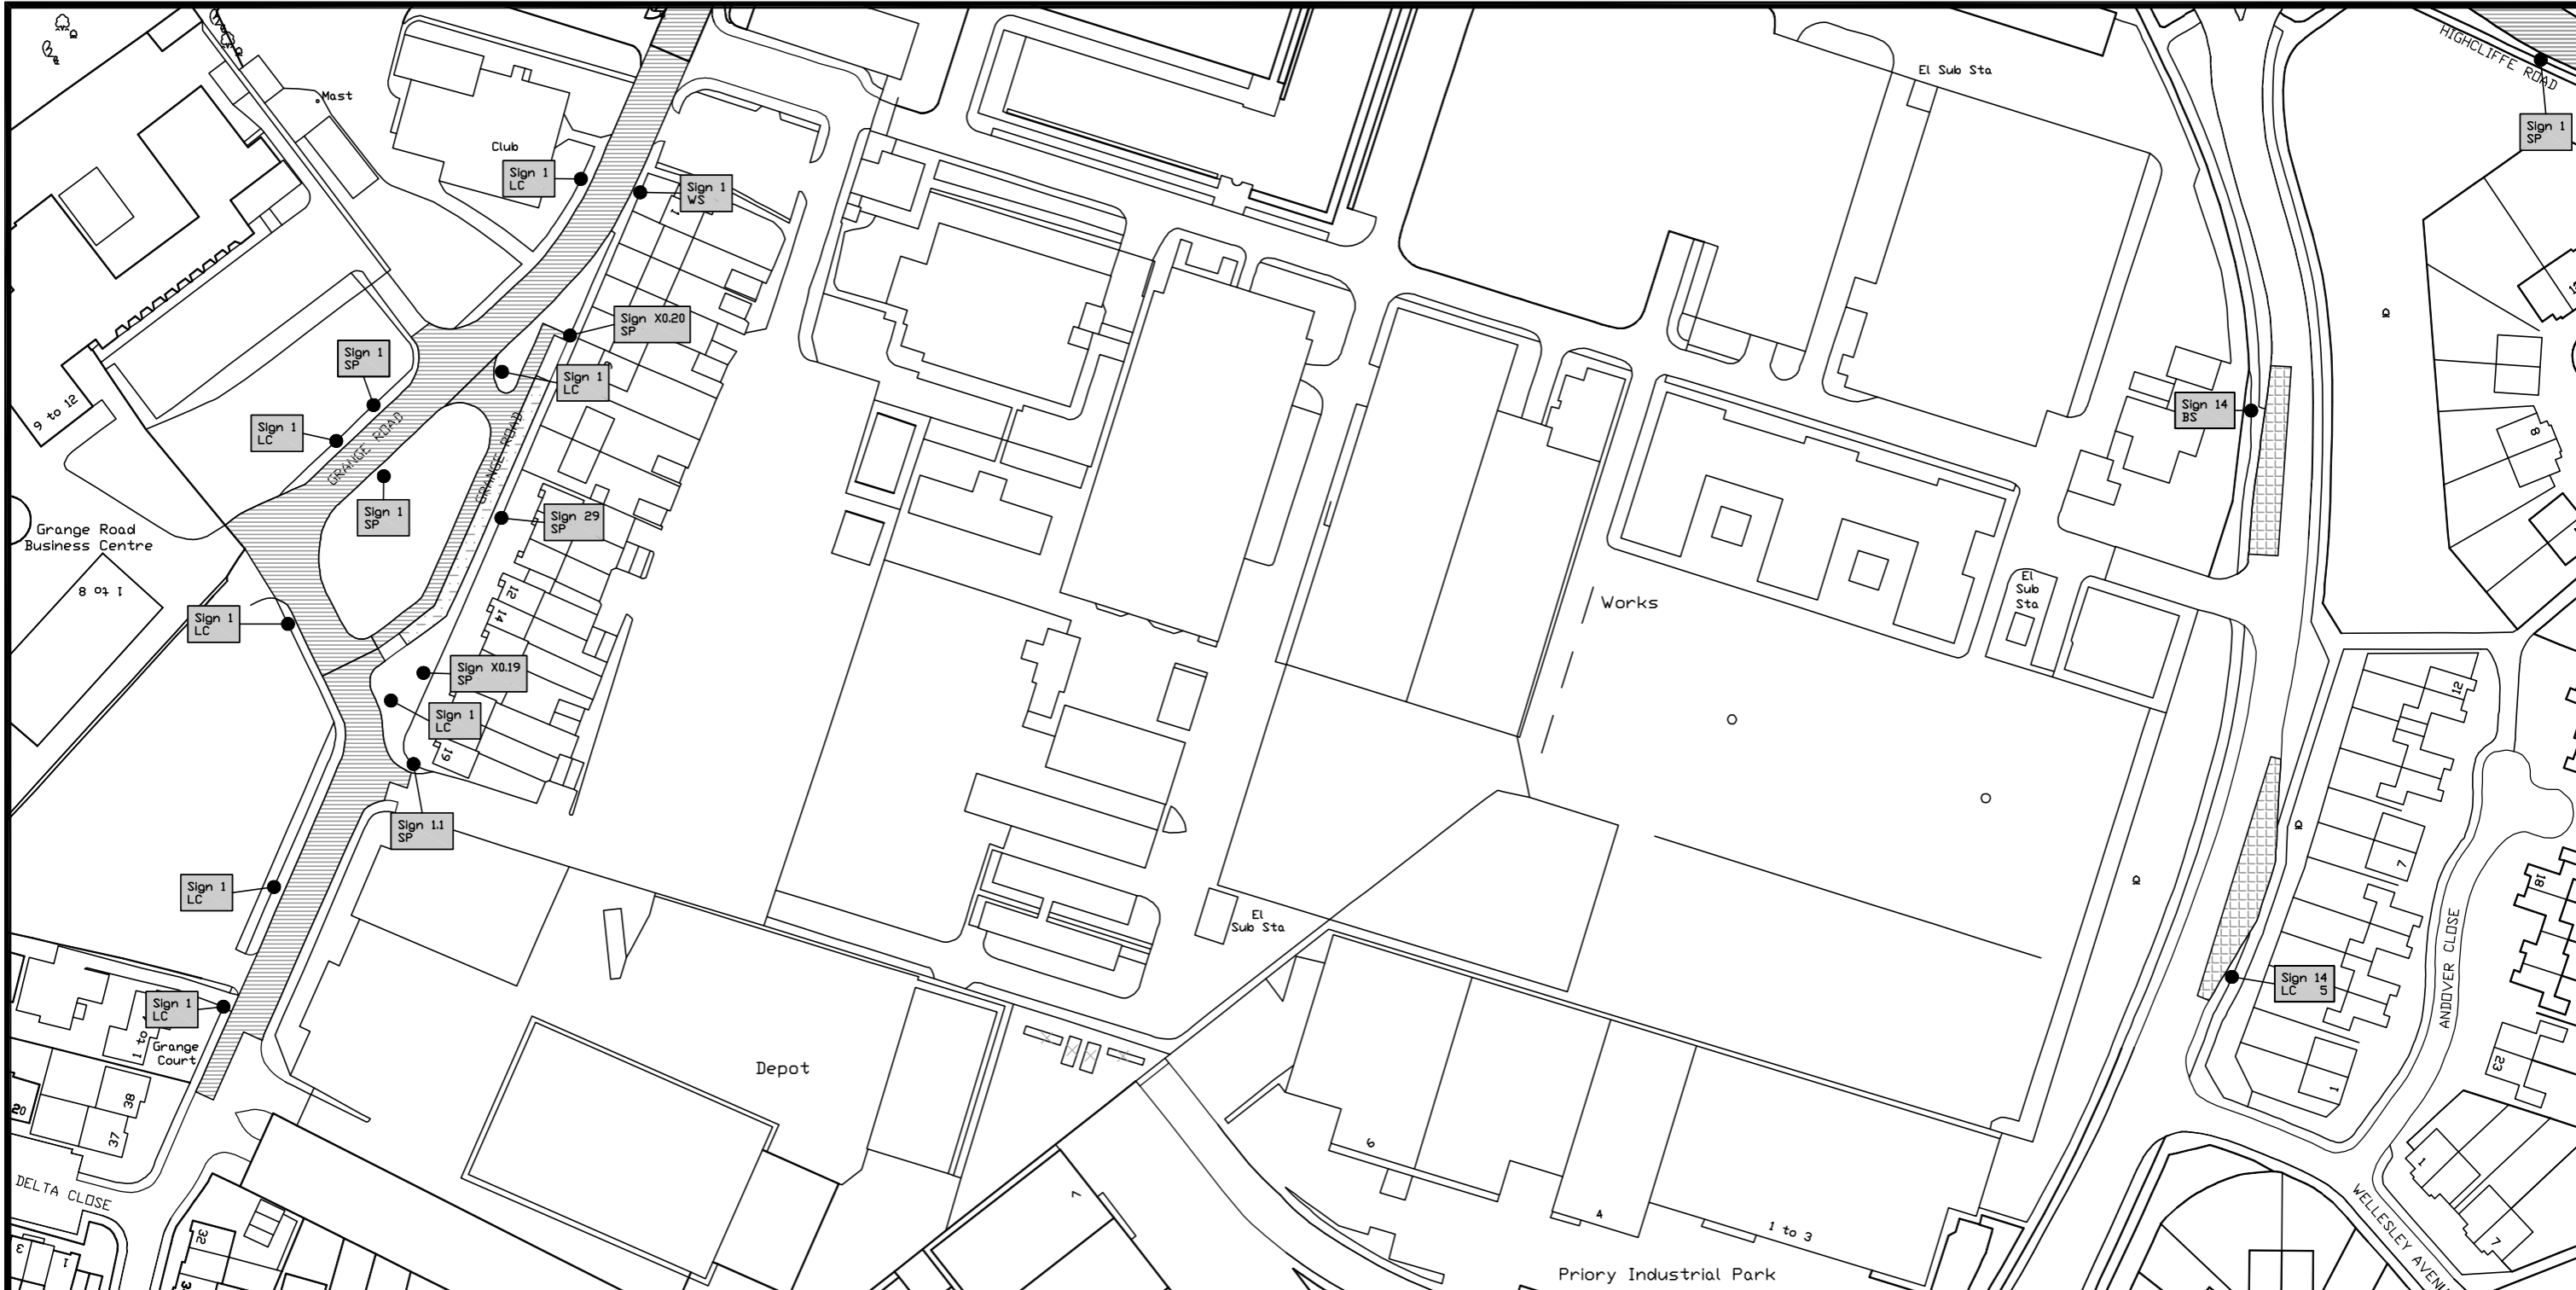 HIGHCLIFFE ROAD
El Sub Sta
Mast
Sign 1
SP
Club
Sign 1
LC
Sign 1
WS
1
Sign X0.20
SP
Sign 1
SP
Sign 1
LC
9 to 12
Sign 1
LC
GRANGE ROAD
GRANGE ROAD
Sign 14
BS
8
Sign 1
SP
Sign 29
SP
Grange Road
Business Centre
1 to 8
12
14
El
Sub
Sta
Works
Sign 1
LC
Sign X0.19
SP
Sign 1
LC
19
12
Sign 1.1
SP
7
Sign 1
LC
18
El
Sub Sta
ANDOVER CLOSE
Sign 14
LC 5
Sign 1
LC
1 to
Grange
Court
Depot
23
1
38
37
20
6
1
7
7
DELTA CLOSE
WELLESLEY AVENU
4
1 to 3
32
3
1
3
Priory Industrial Park